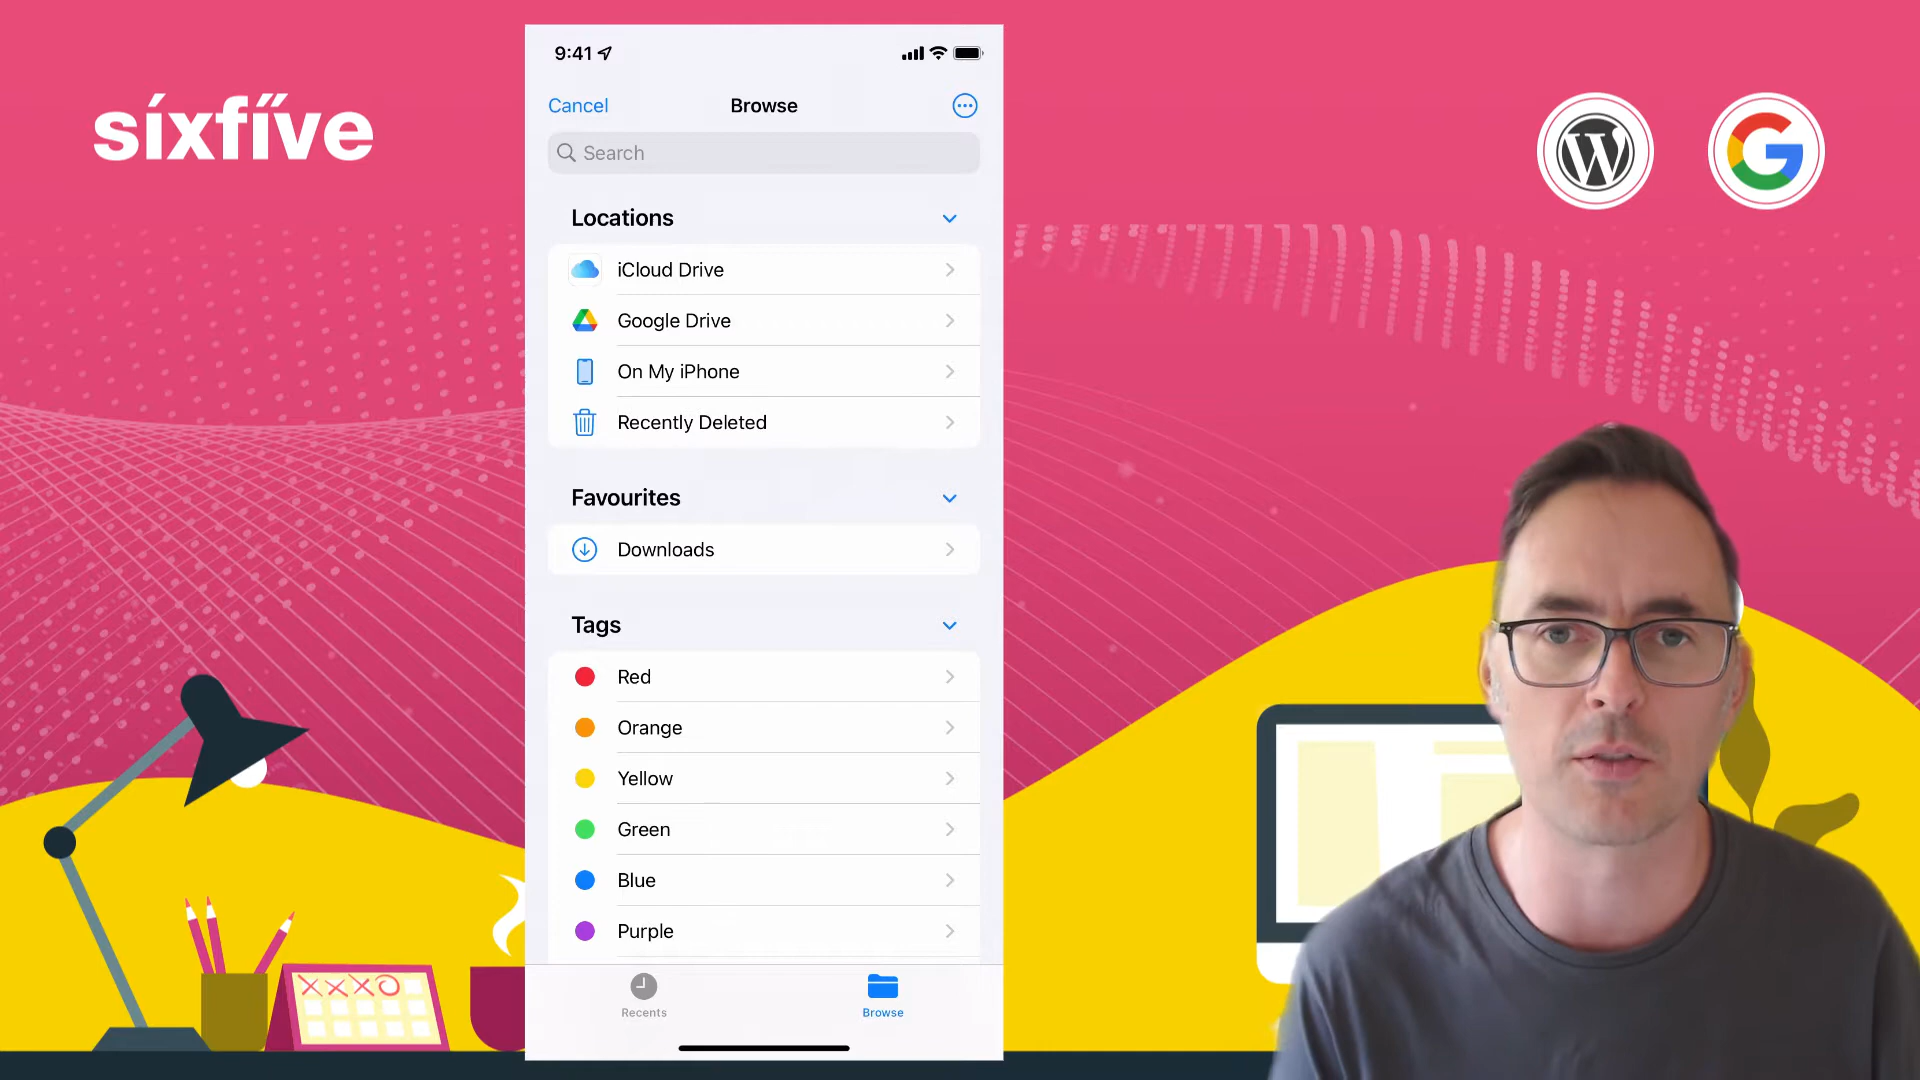 síxfíve
9:41
Cancel
Browse
Search
Locations
iCloud Drive
Google Drive
On My iPhone
Recently Deleted
Favourites
Downloads
Tags
Red
Orange
Yellow
Green
Blue
Purple
Recents
Browse